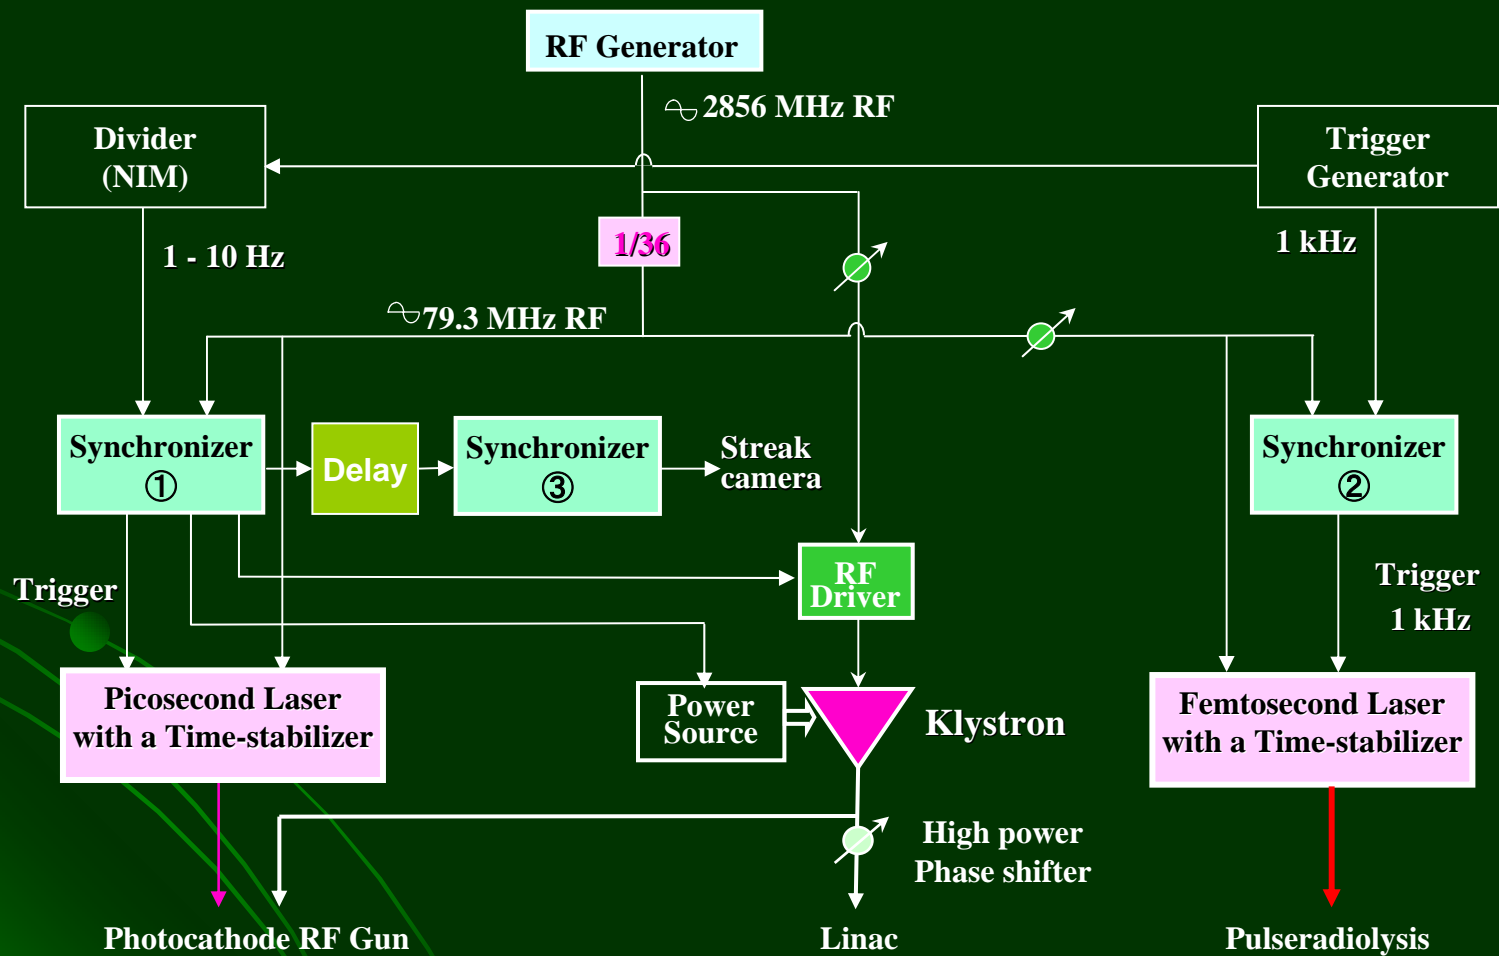 RF Generator
2856 MHz RF
Divider
(NIM)
Trigger
Generator
1/36
1 - 10 Hz
1 kHz
79.3 MHz RF
Synchronizer
①
Delay
Synchronizer
③
Streak
camera
Synchronizer
②
Trigger
RF
Driver
Trigger
1 kHz
Picosecond Laser
with a Time-stabilizer
Power
Source
Klystron
Femtosecond Laser
with a Time-stabilizer
High power
Phase shifter
Photocathode RF Gun
Linac
Pulseradiolysis